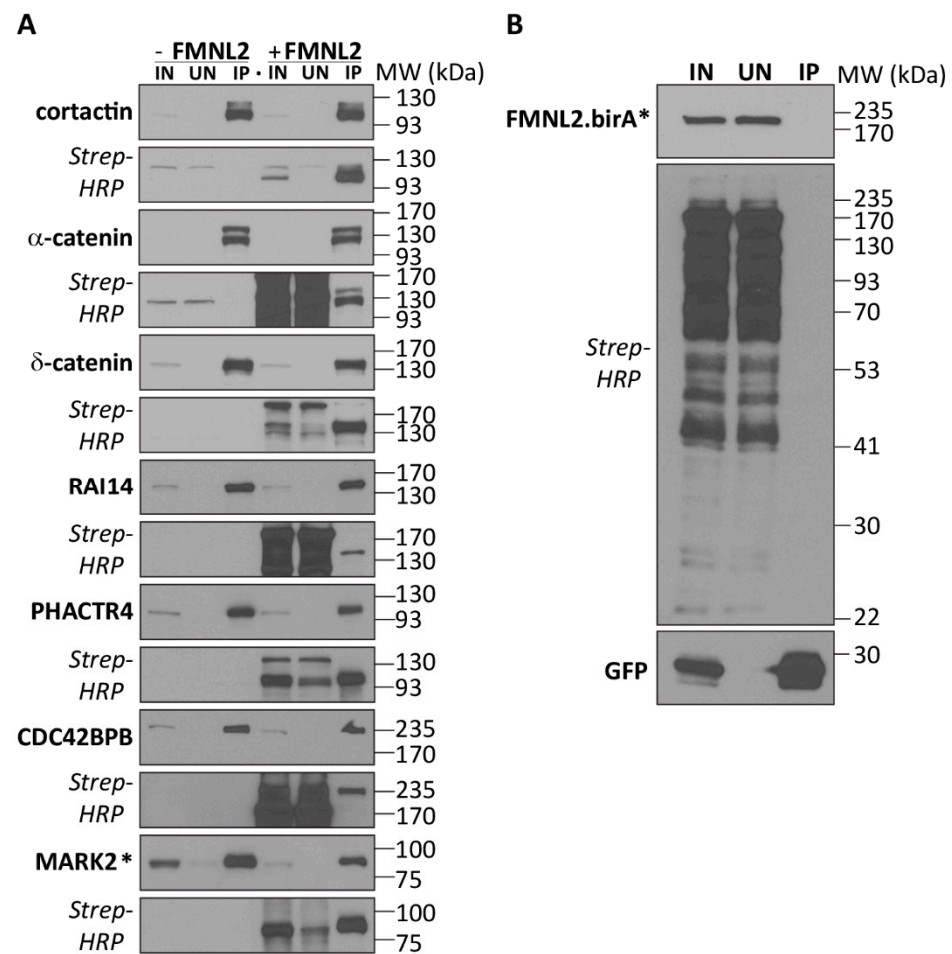 A
- FMNL2 + FMNL2
IN UN IP · IN UN IP MW (kDa)
cortactin
130
93
Strep-
HRP
130
93
α-catenin
170
130
93
Strep-
HRP
170
130
93
δ-catenin
170
130
Strep-
HRP
170
130
RAI14
170
130
Strep-
HRP
170
130
PHACTR4
130
93
Strep-
HRP
130
93
CDC42BPB
235
170
Strep-
HRP
235
170
MARK2*
100
75
Strep-
HRP
100
75
B
IN UN IP MW (kDa)
FMNL2.birA*
235
170
Strep-
HRP
235
170
130
93
70
53
41
30
22
GFP
30